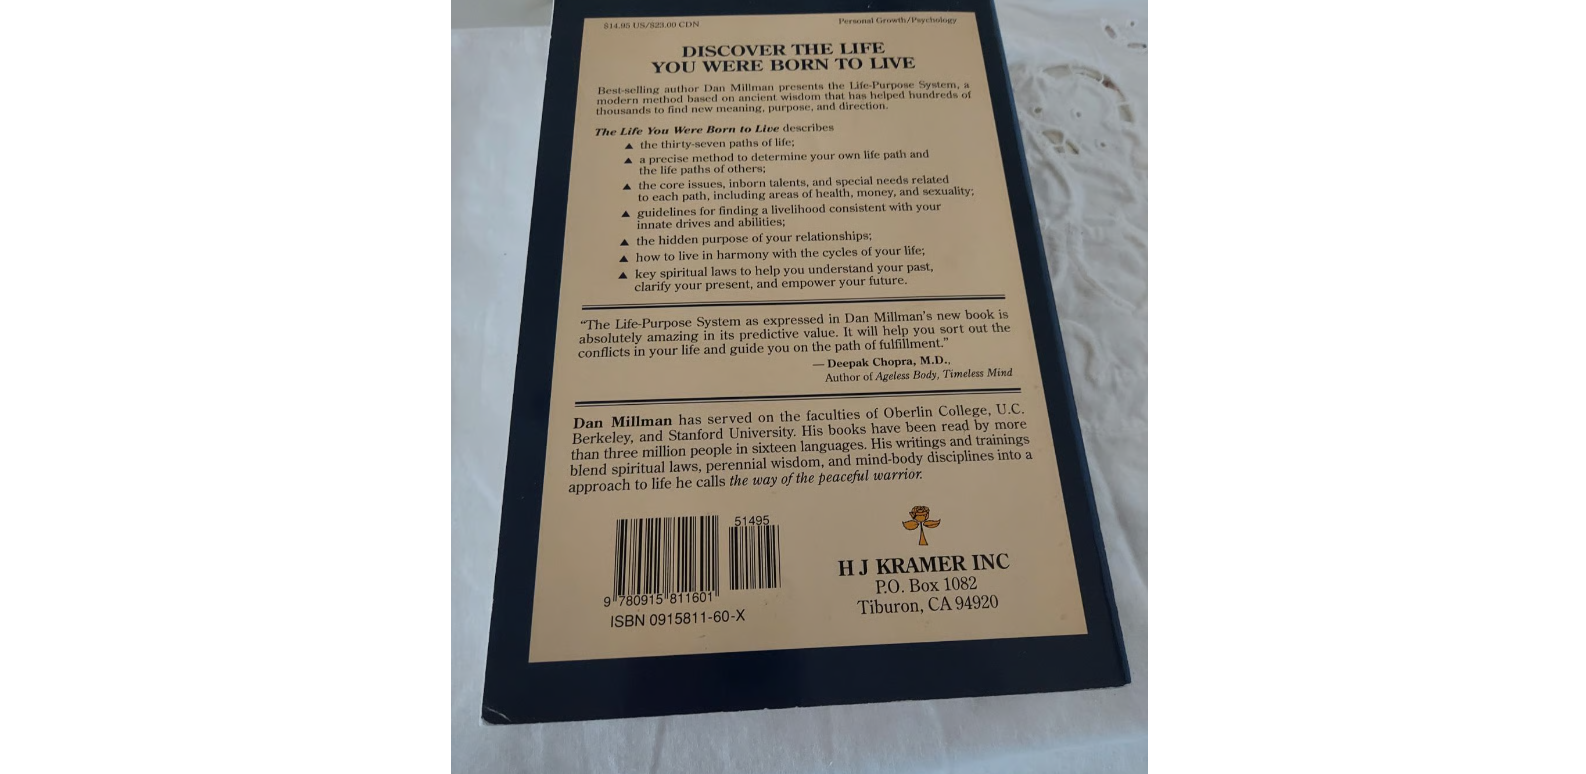 $14.95 US/$23.00 CDN
Personal Growth/Psychology
DISCOVER THE LIFE
YOU WERE BORN TO LIVE
Best-selling author Dan Millman presents the Life-Purpose System, a
modern method based on ancient wisdom that has helped hundreds of
thousands to find new meaning, purpose, and direction.
The Life You Were Born to Live describes
▲ the thirty-seven paths of life;
▲ a precise method to determine your own life path and
the life paths of others;
▲ the core issues, inborn talents, and special needs related
to each path, including areas of health, money, and sexuality;
▲ guidelines for finding a livelihood consistent with your
innate drives and abilities;
▲ the hidden purpose of your relationships;
▲ how to live in harmony with the cycles of your life;
▲ key spiritual laws to help you understand your past,
clarify your present, and empower your future.
“The Life-Purpose System as expressed in Dan Millman’s new book is
absolutely amazing in its predictive value. It will help you sort out the
conflicts in your life and guide you on the path of fulfillment.”
— Deepak Chopra, M.D.,
Author of Ageless Body, Timeless Mind
Dan Millman has served on the faculties of Oberlin College, U.C.
Berkeley, and Stanford University. His books have been read by more
than three million people in sixteen languages. His writings and trainings
blend spiritual laws, perennial wisdom, and mind-body disciplines into a
approach to life he calls the way of the peaceful warrior.
51495
9 780915 811601
ISBN 0915811-60-X
H J KRAMER INC
P.O. Box 1082
Tiburon, CA 94920